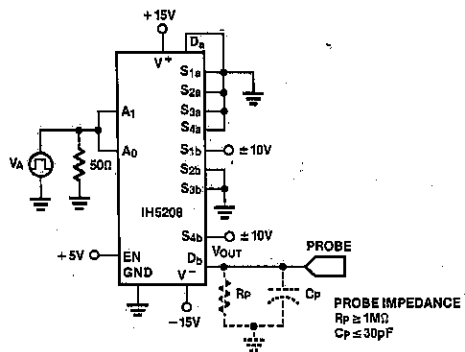 +15V
Da
V+
S1a
S2a
S3a
S4a
A1
A0
S1b
±10V
S2b
S3b
VA
50Ω
IH5208
S4b
±10V
VOUT
PROBE
+5V
EN
Db
GND
V−
RP
CP
−15V
PROBE IMPEDANCE
RP ≥ 1MΩ
CP ≤ 30pF